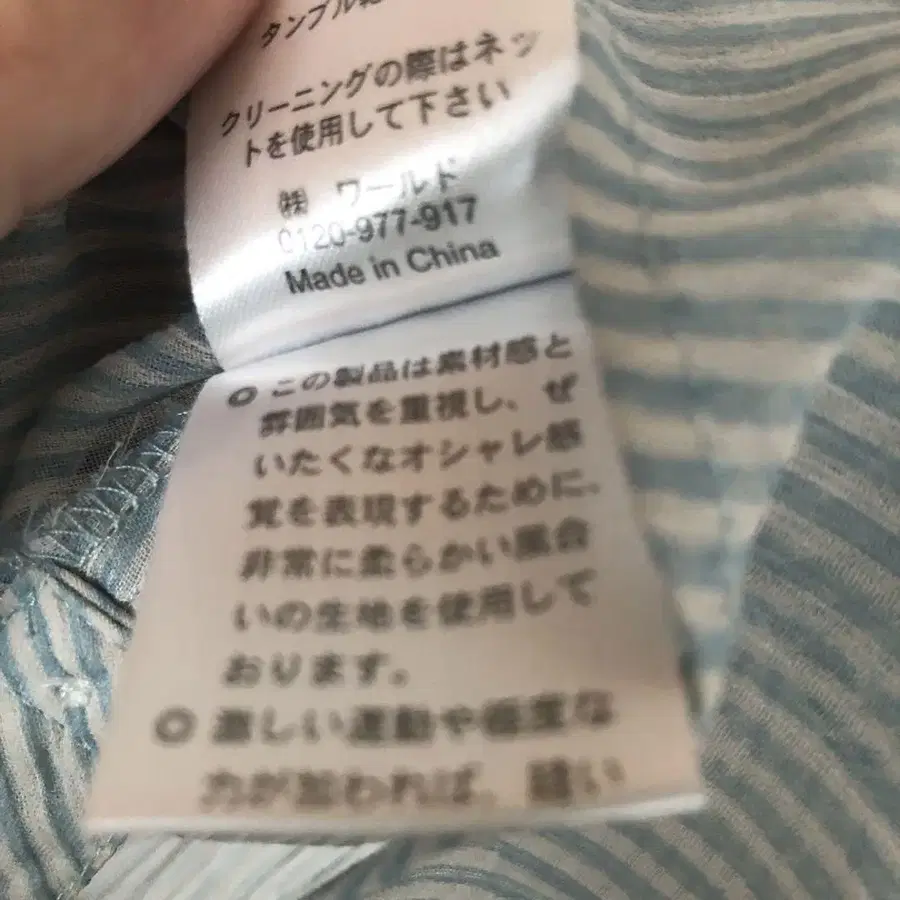 タンブル乾
クリーニングの際はネッ
トを使用して下さい
㈱ ワールド
0120-977-917
Made in China
◎ この製品は素材感と
雰囲気を重視し、ぜ
いたくなオシャレ感
覚を表現するために、
非常に柔らかい風合
いの生地を使用して
おります。
◎ 激しい運動や極度な
力が加われば、縫い